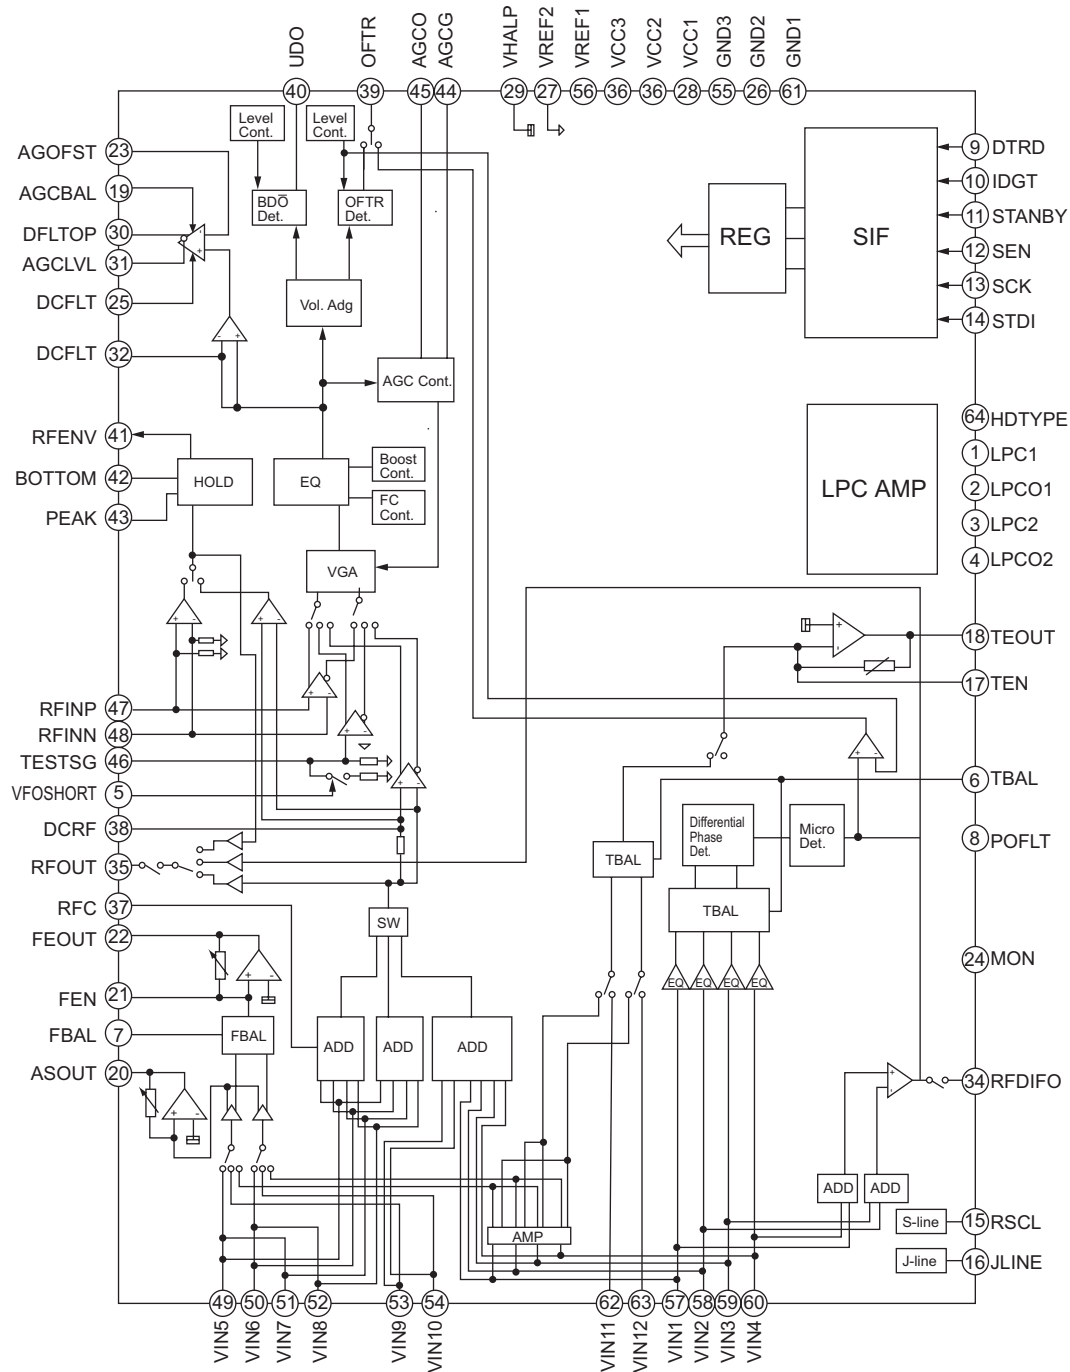 UDO
OFTR
AGCO
AGCG
VHALP
VREF2
VREF1
VCC3
VCC2
VCC1
GND3
GND2
GND1
40
39
45
44
29
27
56
36
36
28
55
26
61
Level Cont.
Level Cont.
AGOFST 23
AGCBAL 19
DFLTOP 30
AGCLVL 31
DCFLT 25
DCFLT 32
- +
- +
BDO̅ Det.
OFTR Det.
Vol. Adg
AGC Cont.
REG
SIF
9 DTRD
10 IDGT
11 STANBY
12 SEN
13 SCK
14 STDI
RFENV 41
BOTTOM 42
PEAK 43
HOLD
EQ
Boost Cont.
FC Cont.
VGA
LPC AMP
64 HDTYPE
1 LPC1
2 LPCO1
3 LPC2
4 LPCO2
+ -
+ -
+
-
18 TEOUT
17 TEN
RFINP 47
RFINN 48
TESTSG 46
VFOSHORT 5
DCRF 38
RFOUT 35
RFC 37
FEOUT 22
FEN 21
FBAL 7
ASOUT 20
+ -
+ -
+ -
+ -
6 TBAL
8 POFLT
Differential Phase Det.
Micro Det.
TBAL
TBAL
SW
EQ EQ EQ EQ
24 MON
+ -
FBAL
ADD
ADD
ADD
+ -
+
-
34 RFDIFO
ADD
ADD
AMP
S-line
15 RSCL
J-line
16 JLINE
49
50
51
52
53
54
62
63
57
58
59
60
VIN5
VIN6
VIN7
VIN8
VIN9
VIN10
VIN11
VIN12
VIN1
VIN2
VIN3
VIN4